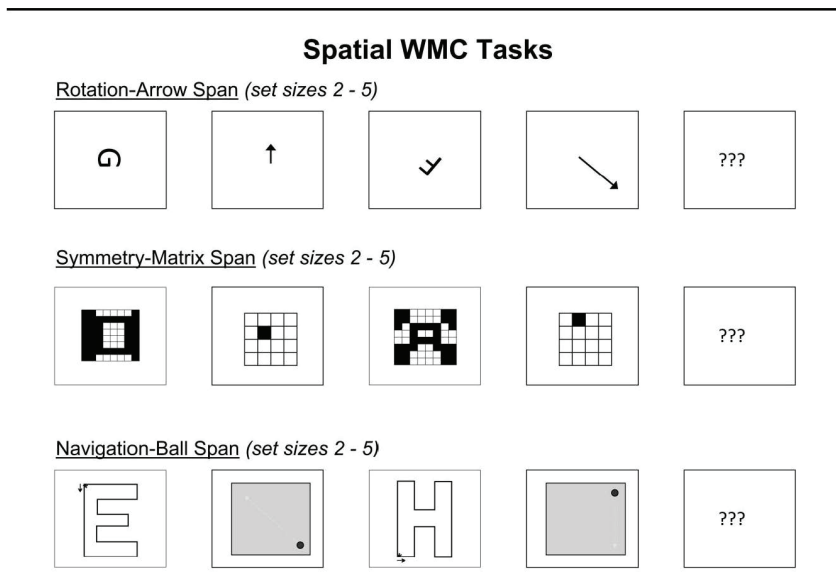 Spatial WMC Tasks
Rotation-Arrow Span (set sizes 2 - 5)
G
F
???
Symmetry-Matrix Span (set sizes 2 - 5)
???
Navigation-Ball Span (set sizes 2 - 5)
E
H
???